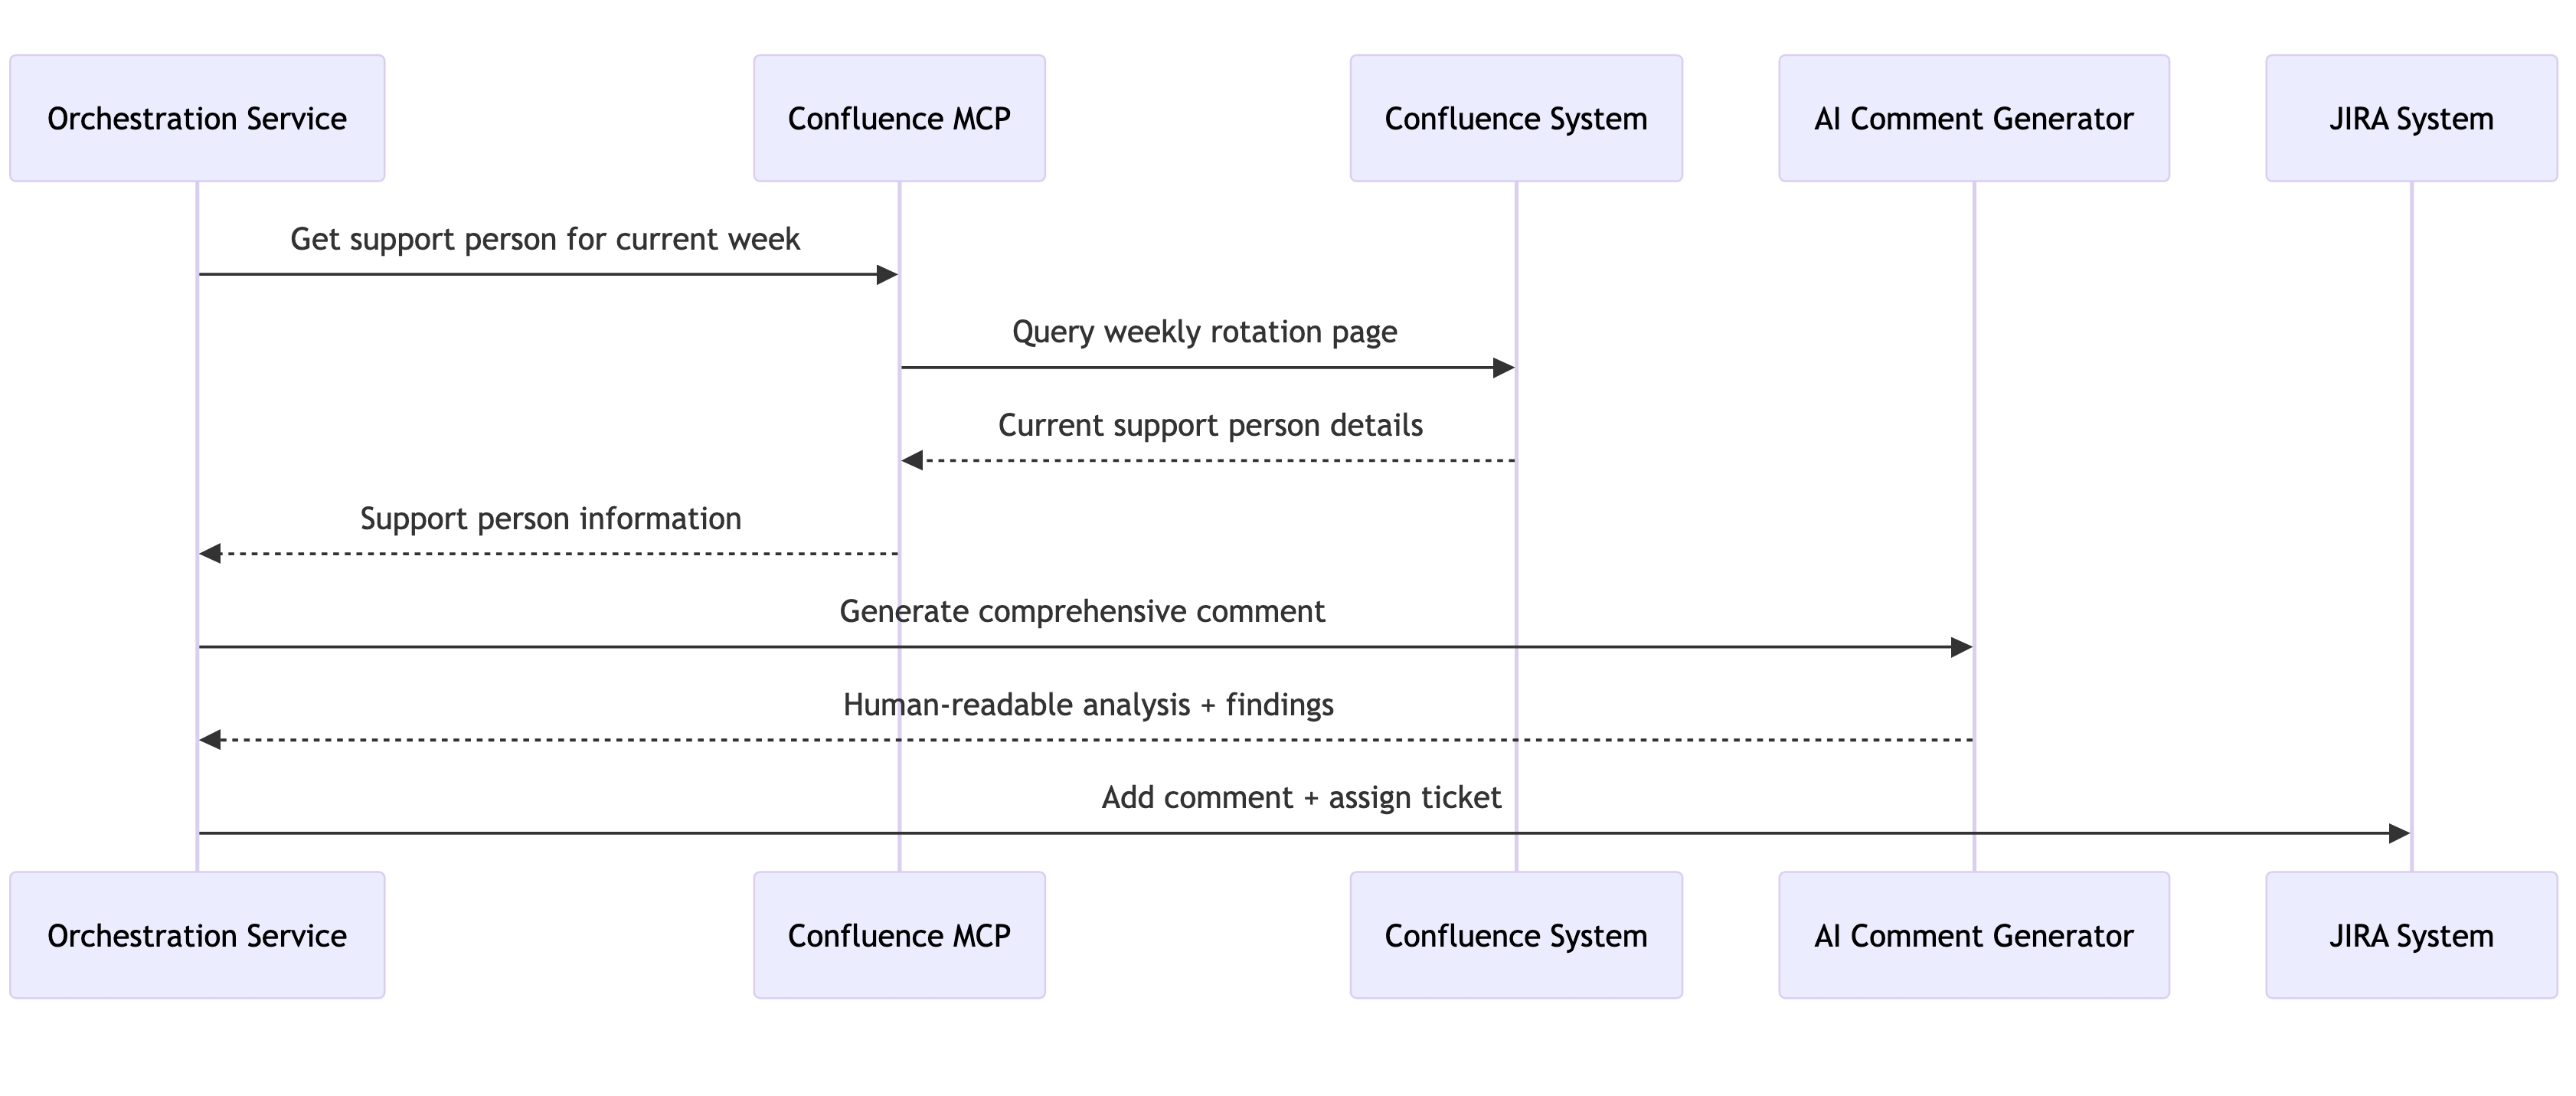 Orchestration Service
Confluence MCP
Confluence System
AI Comment Generator
JIRA System
Get support person for current week
Query weekly rotation page
Current support person details
Support person information
Generate comprehensive comment
Human-readable analysis + findings
Add comment + assign ticket
Orchestration Service
Confluence MCP
Confluence System
AI Comment Generator
JIRA System